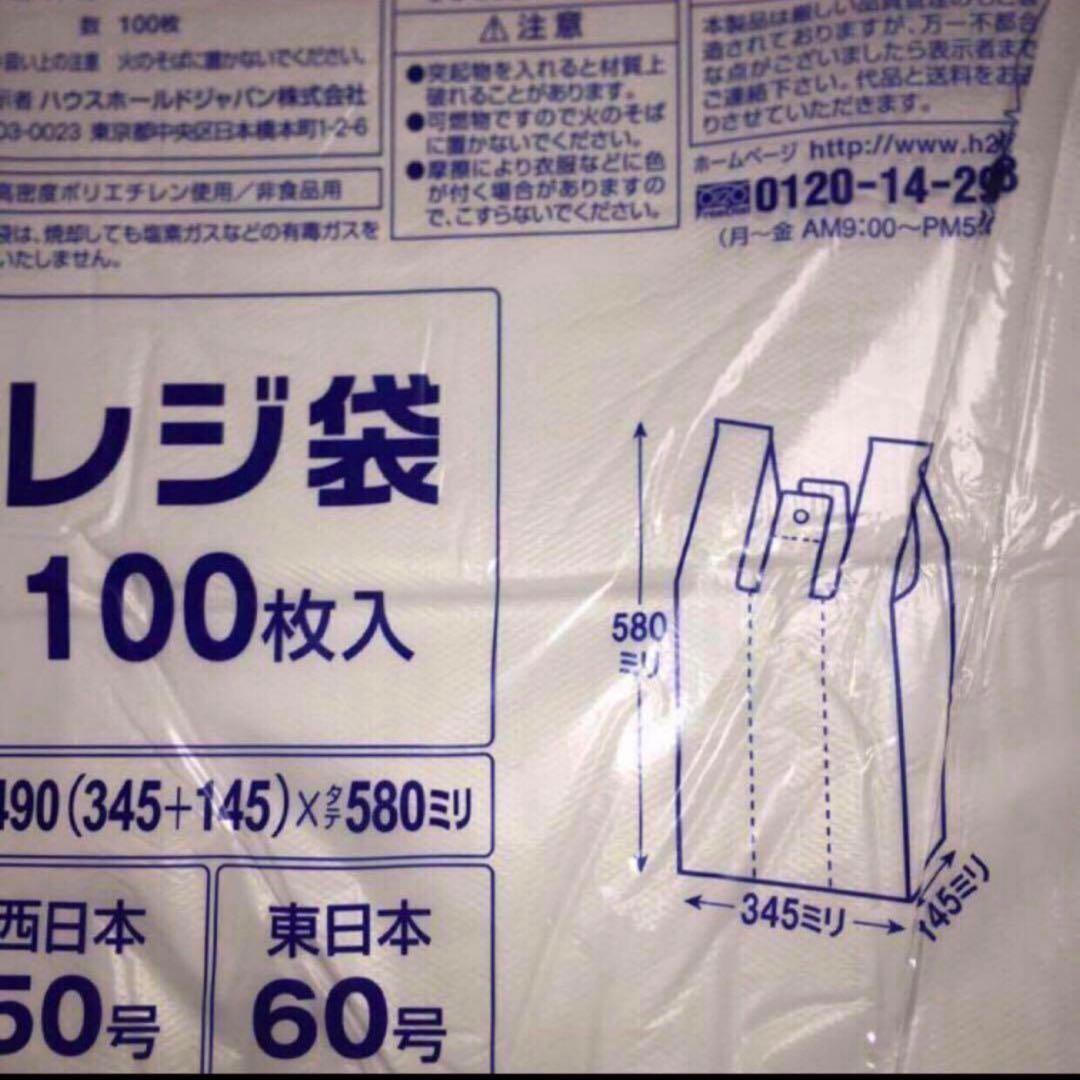 数 100枚
扱い上の注意 火のそばに置かないでください。
示者 ハウスホールドジャパン株式会社
03-0023 東京都中央区日本橋本町1-2-6
高密度ポリエチレン使用/非食品用
袋は、焼却しても塩素ガスなどの有毒ガスを
いたしません。
⚠注意
●突起物を入れると材質上
破れることがあります。
●可燃物ですので火のそば
に置かないでください。
●摩擦により衣服などに色
が付く場合がありますの
で、こすらないでください。
本製品は厳しい品質管理のもと
造されておりますが、万一不都合
な点がございましたら表示者まで
ご連絡下さい。代品と送料をお
りさせていただきます。
ホームページ http://www.h2
0120-14-298
(月~金 AM9:00~PM5:
レジ袋
100枚入
490(345+145)×タテ580ミリ
西日本
50号
東日本
60号
580
ミリ
345ミリ
145ミリ